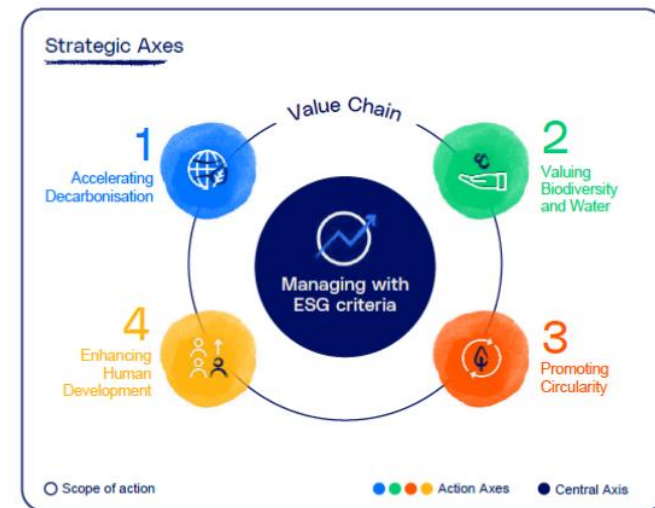 Strategic Axes
Value Chain
1
Accelerating
Decarbonisation
2
Valuing
Biodiversity
and Water
Managing with
ESG criteria
4
Enhancing
Human
Development
3
Promoting
Circularity
Scope of action
Action Axes
Central Axis